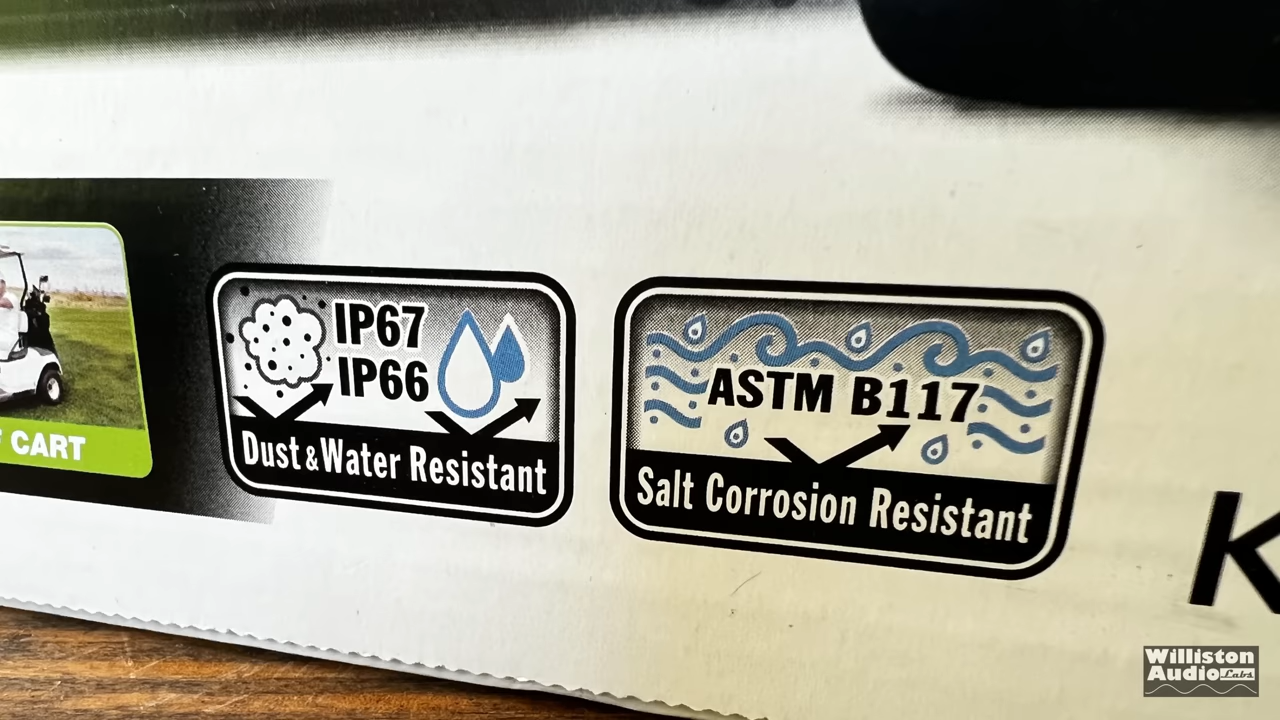 IP67
IP66
Dust & Water Resistant
ASTM B117
Salt Corrosion Resistant
CART
K
Williston
Audio Labs